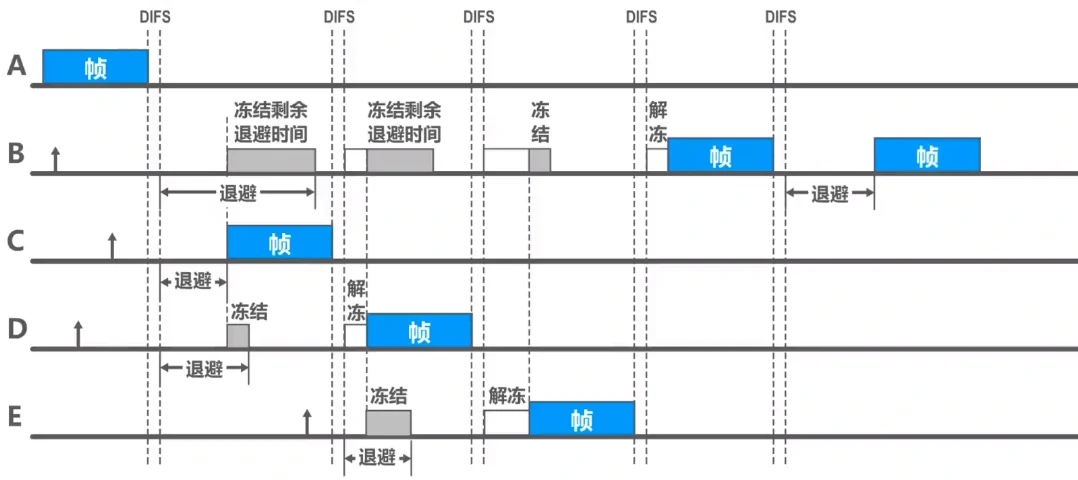 DIFS DIFS DIFS DIFS DIFS
A 帧
冻结剩余 冻结剩余 冻 解
退避时间 退避时间 结 冻
B 帧 帧
退避 退避
C 帧
退避 解
冻结 冻
D 帧
退避
冻结 解冻
E 帧
退避